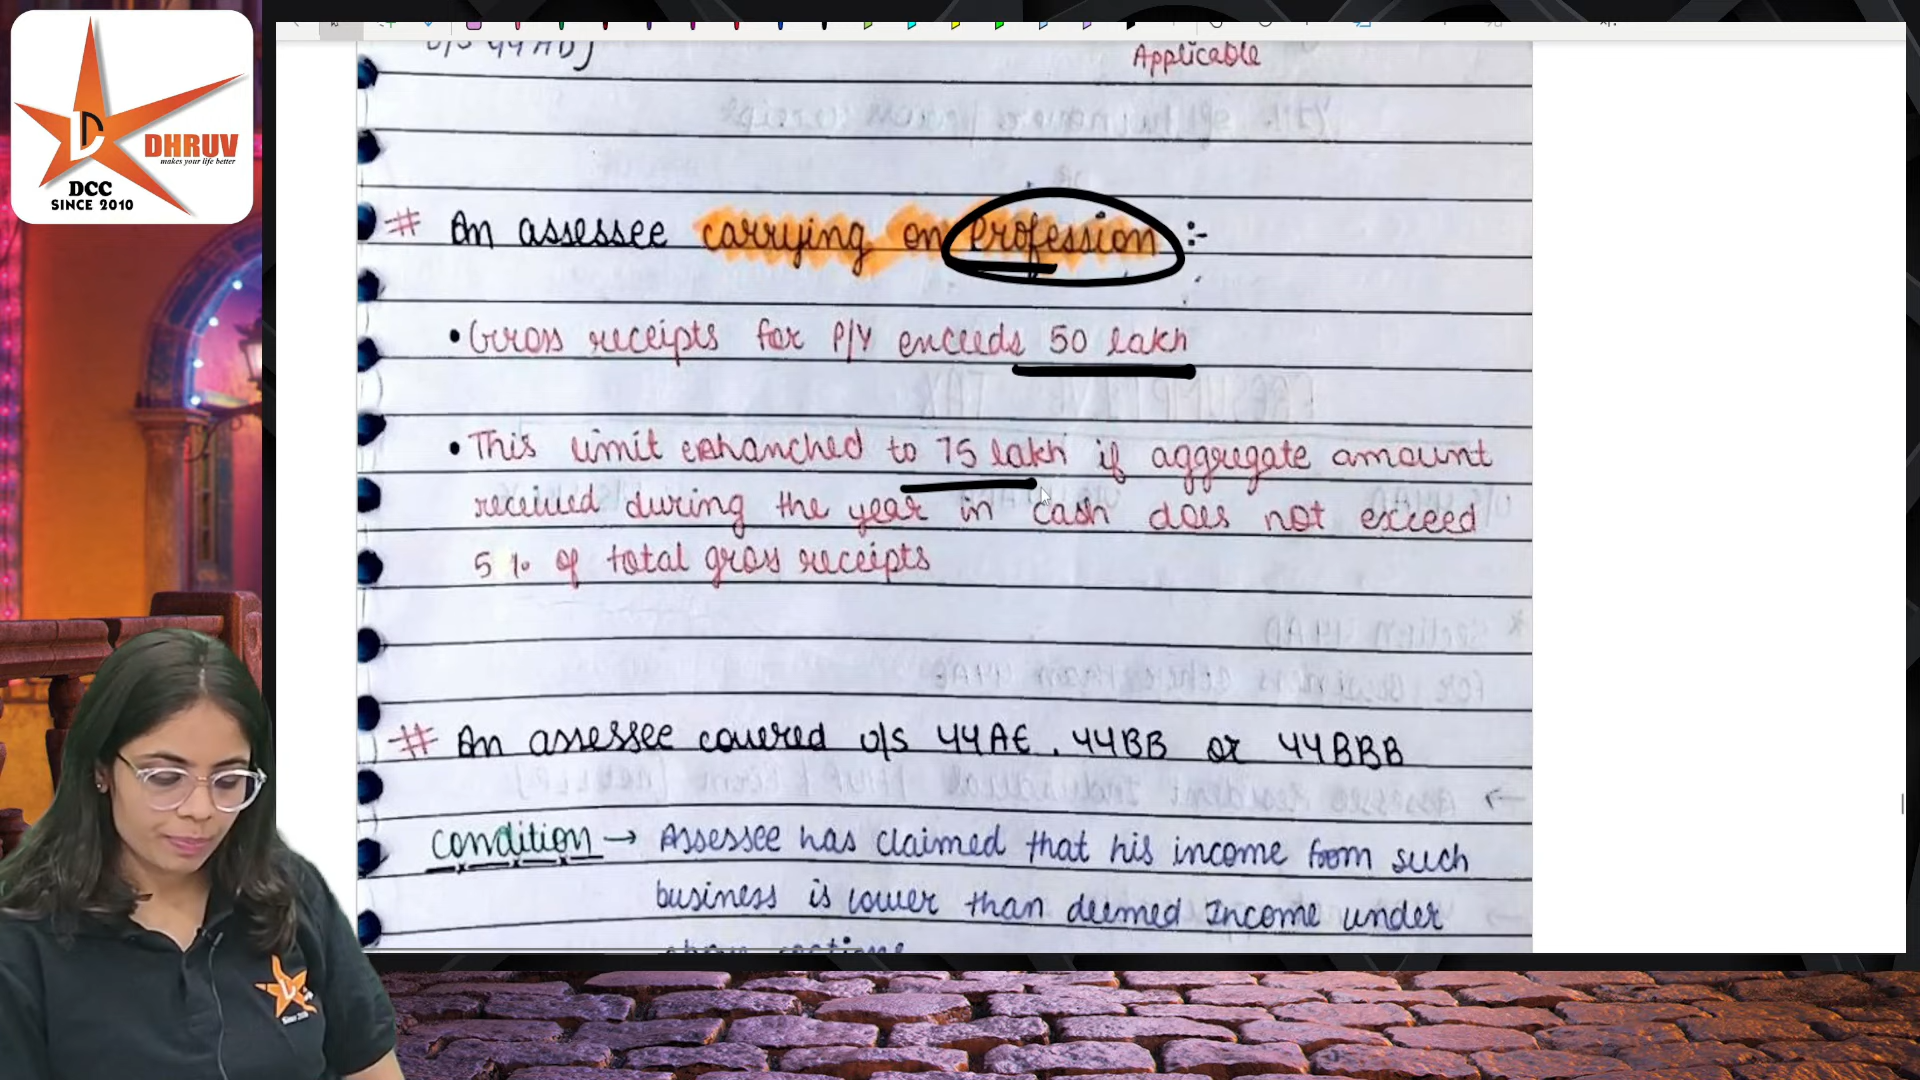 D
DHRUV
makes your life better
DCC
SINCE 2010
U/S 44AD]
Applicable
# An assessee carrying on profession :-
• Gross receipts for P/Y exceeds 50 lakh
• This limit enhanched to 75 lakh if aggregate amount
received during the year in cash does not exceed
5% of total gross receipts
# An assessee covered u/s 44AE, 44BB or 44BBB
condition → Assessee has claimed that his income from such
business is lower than deemed Income under
above sections